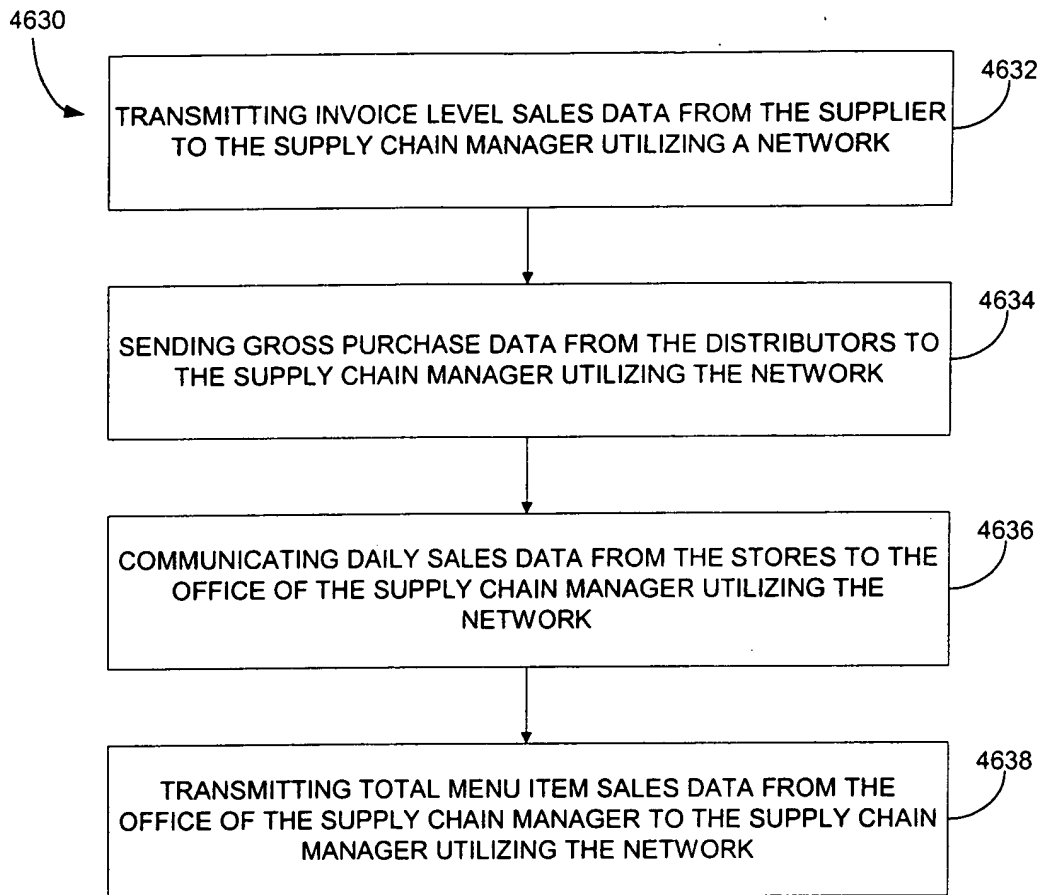 4630
4632
TRANSMITTING INVOICE LEVEL SALES DATA FROM THE SUPPLIER
TO THE SUPPLY CHAIN MANAGER UTILIZING A NETWORK
4634
SENDING GROSS PURCHASE DATA FROM THE DISTRIBUTORS TO
THE SUPPLY CHAIN MANAGER UTILIZING THE NETWORK
4636
COMMUNICATING DAILY SALES DATA FROM THE STORES TO THE
OFFICE OF THE SUPPLY CHAIN MANAGER UTILIZING THE
NETWORK
4638
TRANSMITTING TOTAL MENU ITEM SALES DATA FROM THE
OFFICE OF THE SUPPLY CHAIN MANAGER TO THE SUPPLY CHAIN
MANAGER UTILIZING THE NETWORK